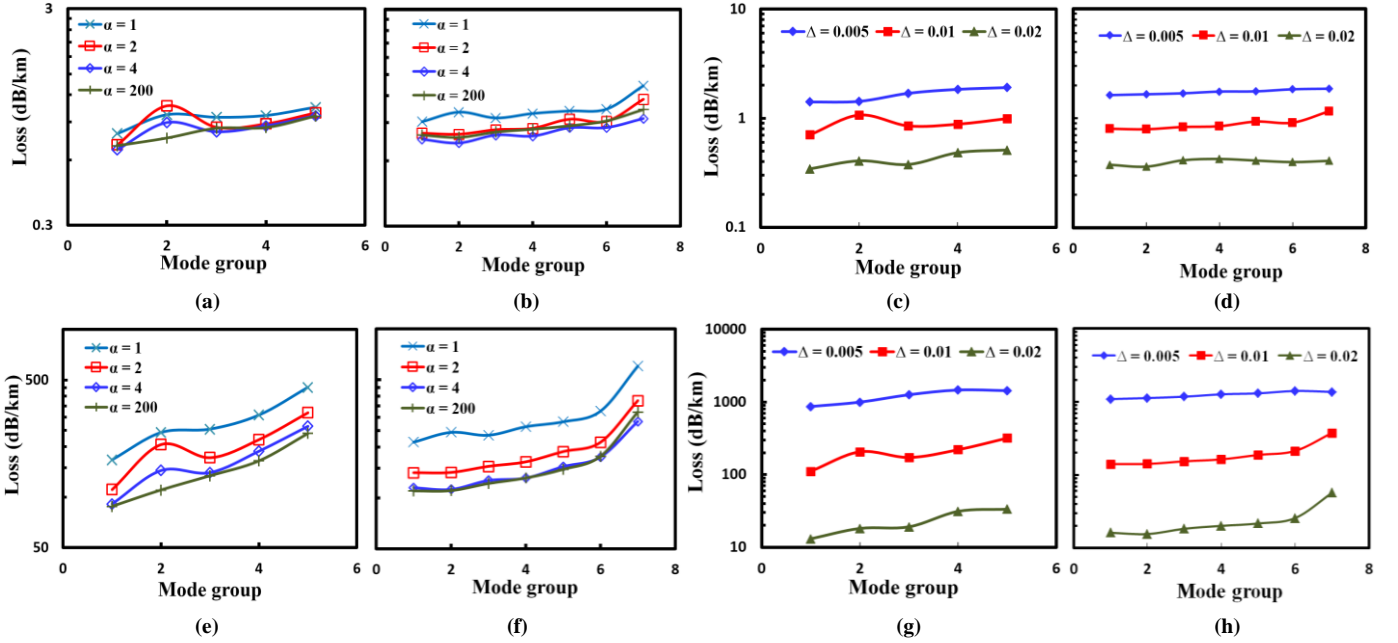 3
Loss (dB/km)
0.3
α = 1
α = 2
α = 4
α = 200
0 2 4 6
Mode group
(a)
α = 1
α = 2
α = 4
α = 200
0 2 4 6 8
Mode group
(b)
10
1
0.1
Loss (dB/km)
Δ = 0.005 Δ = 0.01 Δ = 0.02
0 2 4 6
Mode group
(c)
Δ = 0.005 Δ = 0.01 Δ = 0.02
0 2 4 6 8
Mode group
(d)
500
50
Loss (dB/km)
α = 1
α = 2
α = 4
α = 200
0 2 4 6
Mode group
(e)
α = 1
α = 2
α = 4
α = 200
0 2 4 6 8
Mode group
(f)
10000
1000
100
10
Loss (dB/km)
Δ = 0.005 Δ = 0.01 Δ = 0.02
0 2 4 6
Mode group
(g)
Δ = 0.005 Δ = 0.01 Δ = 0.02
0 2 4 6 8
Mode group
(h)